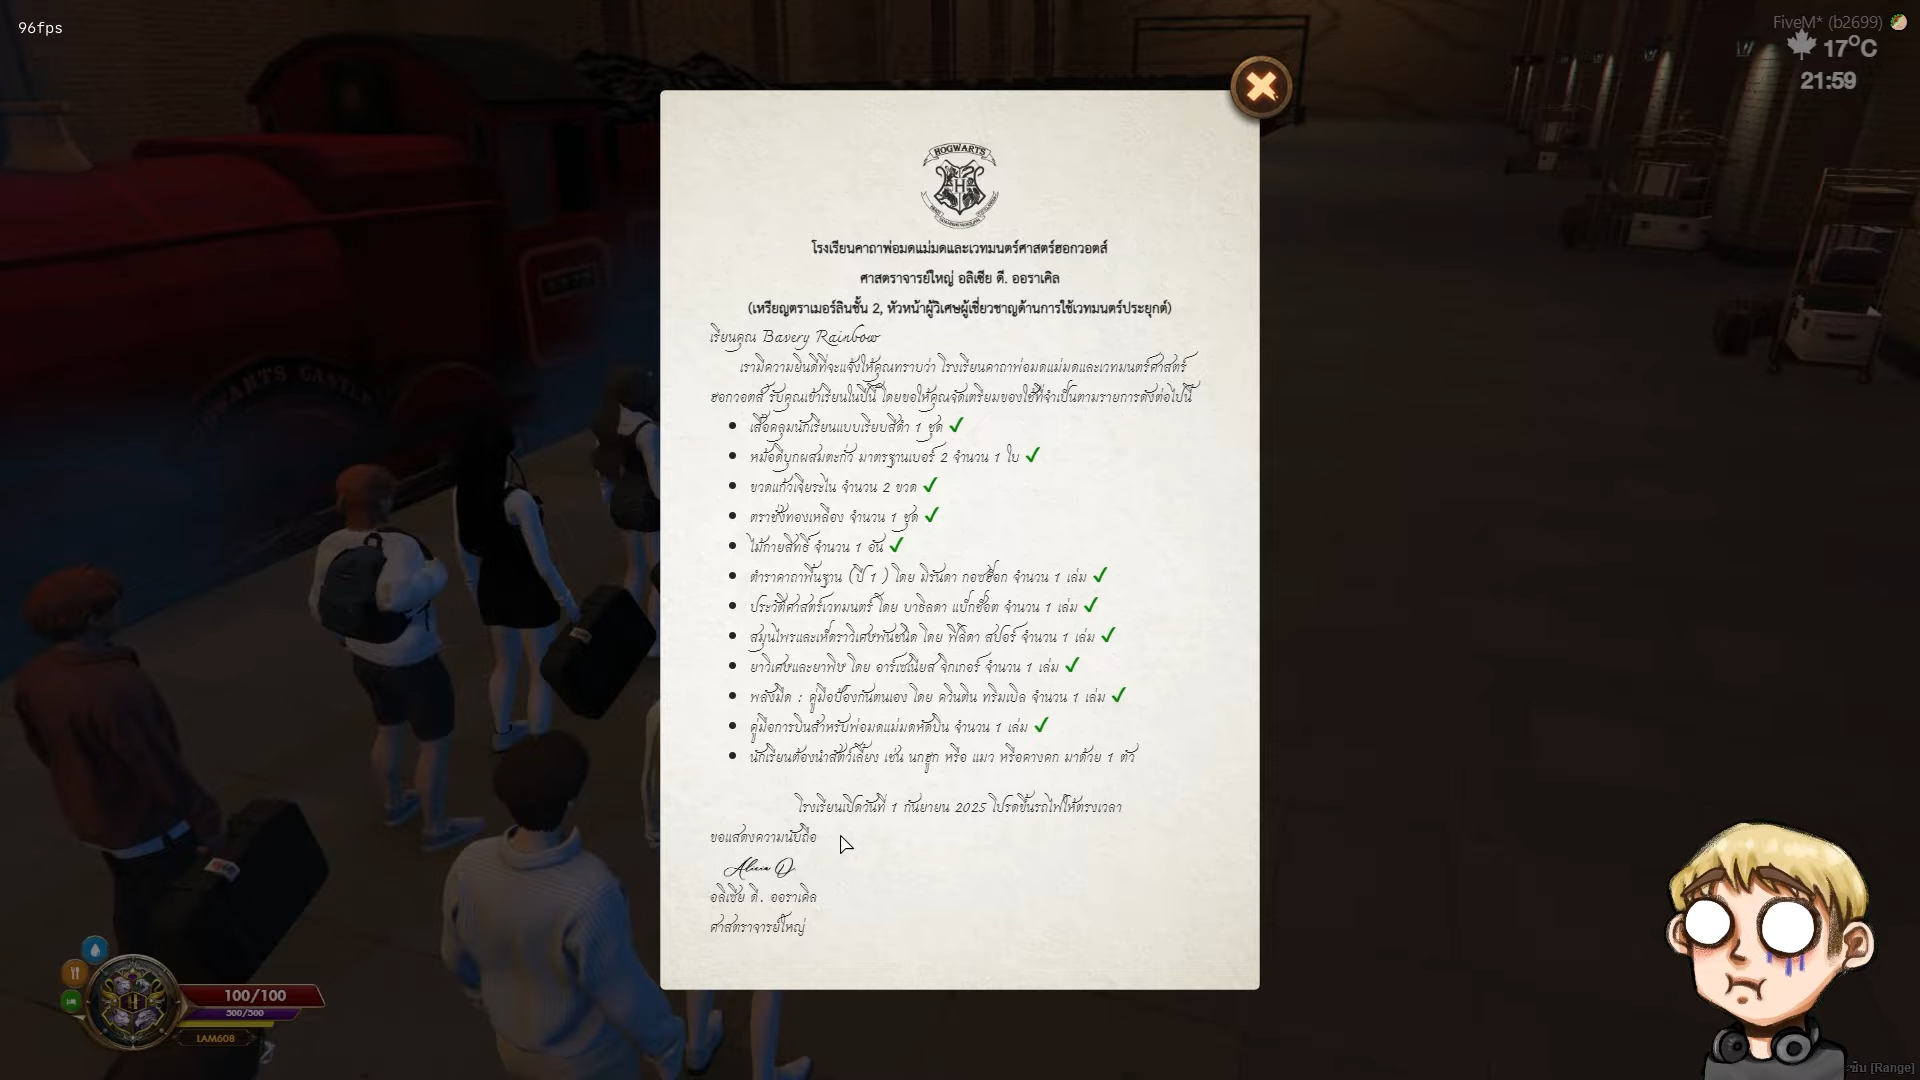 96fps
FiveM* (b2699)
17°C
21:59
HOGWARTS
H
โรงเรียนคาถาพ่อมดแม่มดและเวทมนตร์ศาสตร์ฮอกวอตส์
ศาสตราจารย์ใหญ่ อลิเซีย ดี. ออราเคิล
(เหรียญตราเมอร์ลินชั้น 2, หัวหน้าผู้วิเศษผู้เชี่ยวชาญด้านการใช้เวทมนตร์ประยุกต์)
เรียนคุณ Bavery Rainbow
เรามีความยินดีที่จะแจ้งให้คุณทราบว่า โรงเรียนคาถาพ่อมดแม่มดและเวทมนตร์ศาสตร์
ฮอกวอตส์ รับคุณเข้าเรียนในปีนี้ โดยขอให้คุณจัดเตรียมของใช้ที่จำเป็นตามรายการดังต่อไปนี้
• เสื้อคลุมนักเรียนแบบเรียบสีดำ 1 ชุด ✓
• หม้อดีบุกผสมตะกั่ว มาตรฐานเบอร์ 2 จำนวน 1 ใบ ✓
• ขวดแก้วเจียระไน จำนวน 2 ขวด ✓
• ตราชั่งทองเหลือง จำนวน 1 ชุด ✓
• ไม้กายสิทธิ์ จำนวน 1 อัน ✓
• ตำราคาถาพื้นฐาน (ปี 1 ) โดย มิรันดา กอชฮ็อก จำนวน 1 เล่ม ✓
• ประวัติศาสตร์เวทมนตร์ โดย บาธิลดา แบ็กช็อต จำนวน 1 เล่ม ✓
• สมุนไพรและเห็ดราวิเศษพันชนิด โดย ฟีลิดา สปอร์ จำนวน 1 เล่ม ✓
• ยาวิเศษและยาพิษ โดย อาร์เซเนียส จิกเกอร์ จำนวน 1 เล่ม ✓
• พลังมืด : คู่มือป้องกันตนเอง โดย ควินติน ทริมเบิล จำนวน 1 เล่ม ✓
• คู่มือการบินสำหรับพ่อมดแม่มดหัดบิน จำนวน 1 เล่ม ✓
• นักเรียนต้องนำสัตว์เลี้ยง เช่น นกฮูก หรือ แมว หรือคางคก มาด้วย 1 ตัว
โรงเรียนเปิดวันที่ 1 กันยายน 2025 โปรดขึ้นรถไฟให้ตรงเวลา
ขอแสดงความนับถือ
Alicia O.
อลิเซีย ดี. ออราเคิล
ศาสตราจารย์ใหญ่
100/100
500/500
LAM608
[Range]